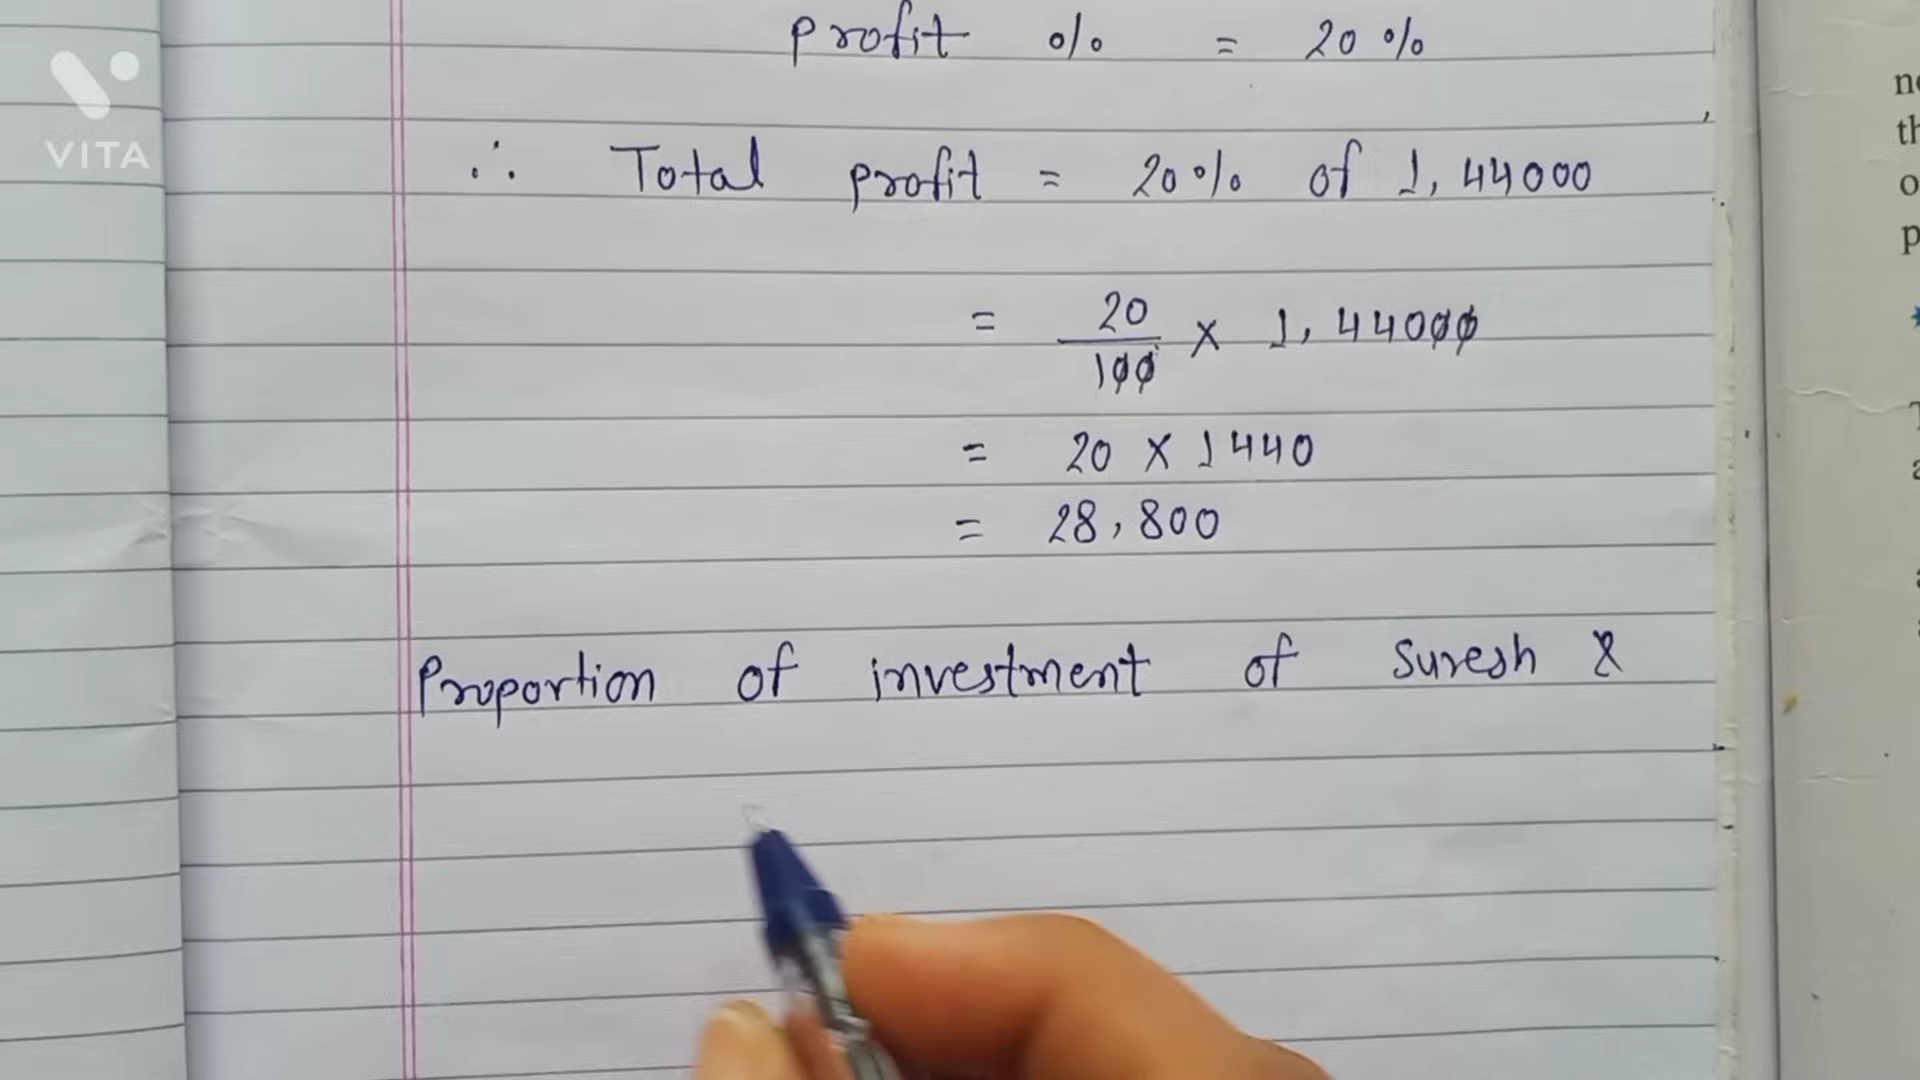 profit % = 20 %
VITA
∴ Total profit = 20% of 1,44000
= 20/100 × 1,44000
= 20 × 1440
= 28,800
Proportion of investment of Suresh &